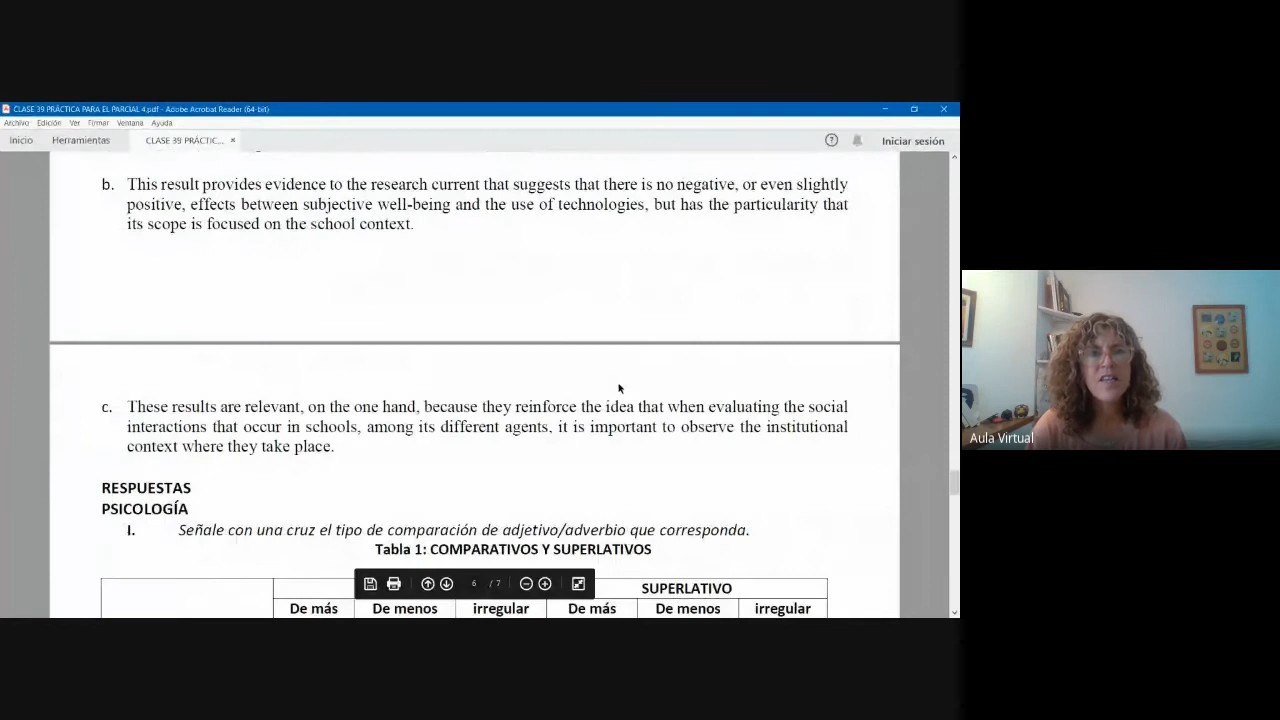 CLASE 39 PRÁCTICA PARA EL PARCIAL 4.pdf - Adobe Acrobat Reader (64-bit)
Archivo Edición Ver Firmar Ventana Ayuda
Inicio Herramientas CLASE 39 PRÁCTIC... × Iniciar sesión
b. This result provides evidence to the research current that suggests that there is no negative, or even slightly
positive, effects between subjective well-being and the use of technologies, but has the particularity that
its scope is focused on the school context.
c. These results are relevant, on the one hand, because they reinforce the idea that when evaluating the social
interactions that occur in schools, among its different agents, it is important to observe the institutional
context where they take place.
Aula Virtual
RESPUESTAS
PSICOLOGÍA
I. Señale con una cruz el tipo de comparación de adjetivo/adverbio que corresponda.
Tabla 1: COMPARATIVOS Y SUPERLATIVOS
6 / 7
SUPERLATIVO
De más De menos irregular De más De menos irregular